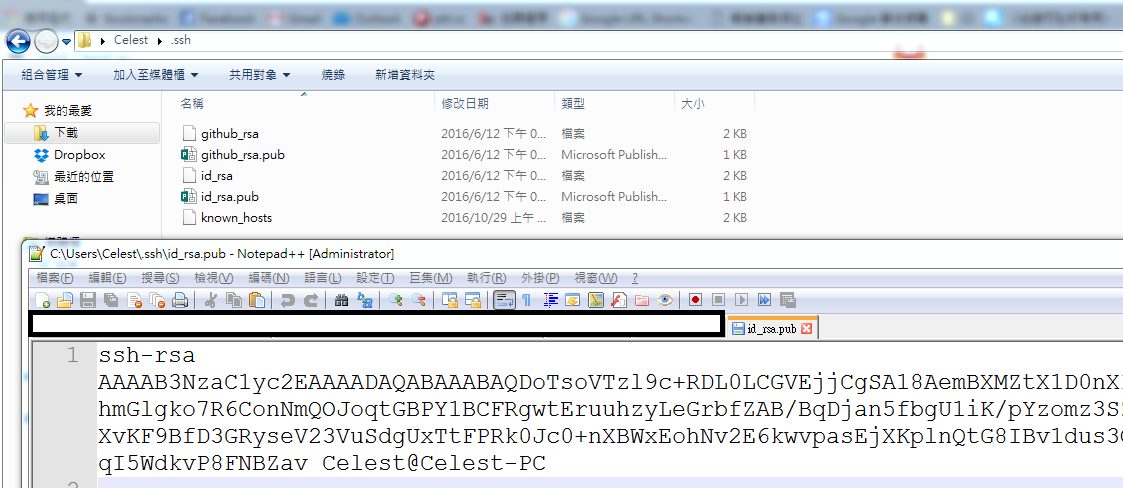 Celest .ssh
組合管理 加入至媒體櫃 共用對象 燒錄 新增資料夾
我的最愛
下載
Dropbox
最近的位置
桌面
名稱 修改日期 類型 大小
github_rsa 2016/6/12 下午 0... 檔案 2 KB
github_rsa.pub 2016/6/12 下午 0... Microsoft Publish... 1 KB
id_rsa 2016/6/12 下午 0... 檔案 2 KB
id_rsa.pub 2016/6/12 下午 0... Microsoft Publish... 1 KB
known_hosts 2016/10/29 上午 ... 檔案 2 KB
C:\Users\Celest\.ssh\id_rsa.pub - Notepad++ [Administrator]
檔案(F) 編輯(E) 搜尋(S) 檢視(V) 編碼(N) 語言(L) 設定(T) 巨集(M) 執行(R) 外掛(P) 視窗(W) ?
id_rsa.pub
1 ssh-rsa
AAAAB3NzaC1yc2EAAAADAQABAAABAQDoTsoVTzl9c+RDL0LCGVEjjCgSA18AemBXMZtX1D0nX
hmGlgko7R6ConNmQOJoqtGBPY1BCFRgwtEruuhzyLeGrbfZAB/BqDjan5fbgU1iK/pYzomz3S
XvKF9BfD3GRyseV23VuSdgUxTtFPRk0Jc0+nXBWxEohNv2E6kwvpasEjXKplnQtG8IBv1dus3
qI5WdkvP8FNBZav Celest@Celest-PC